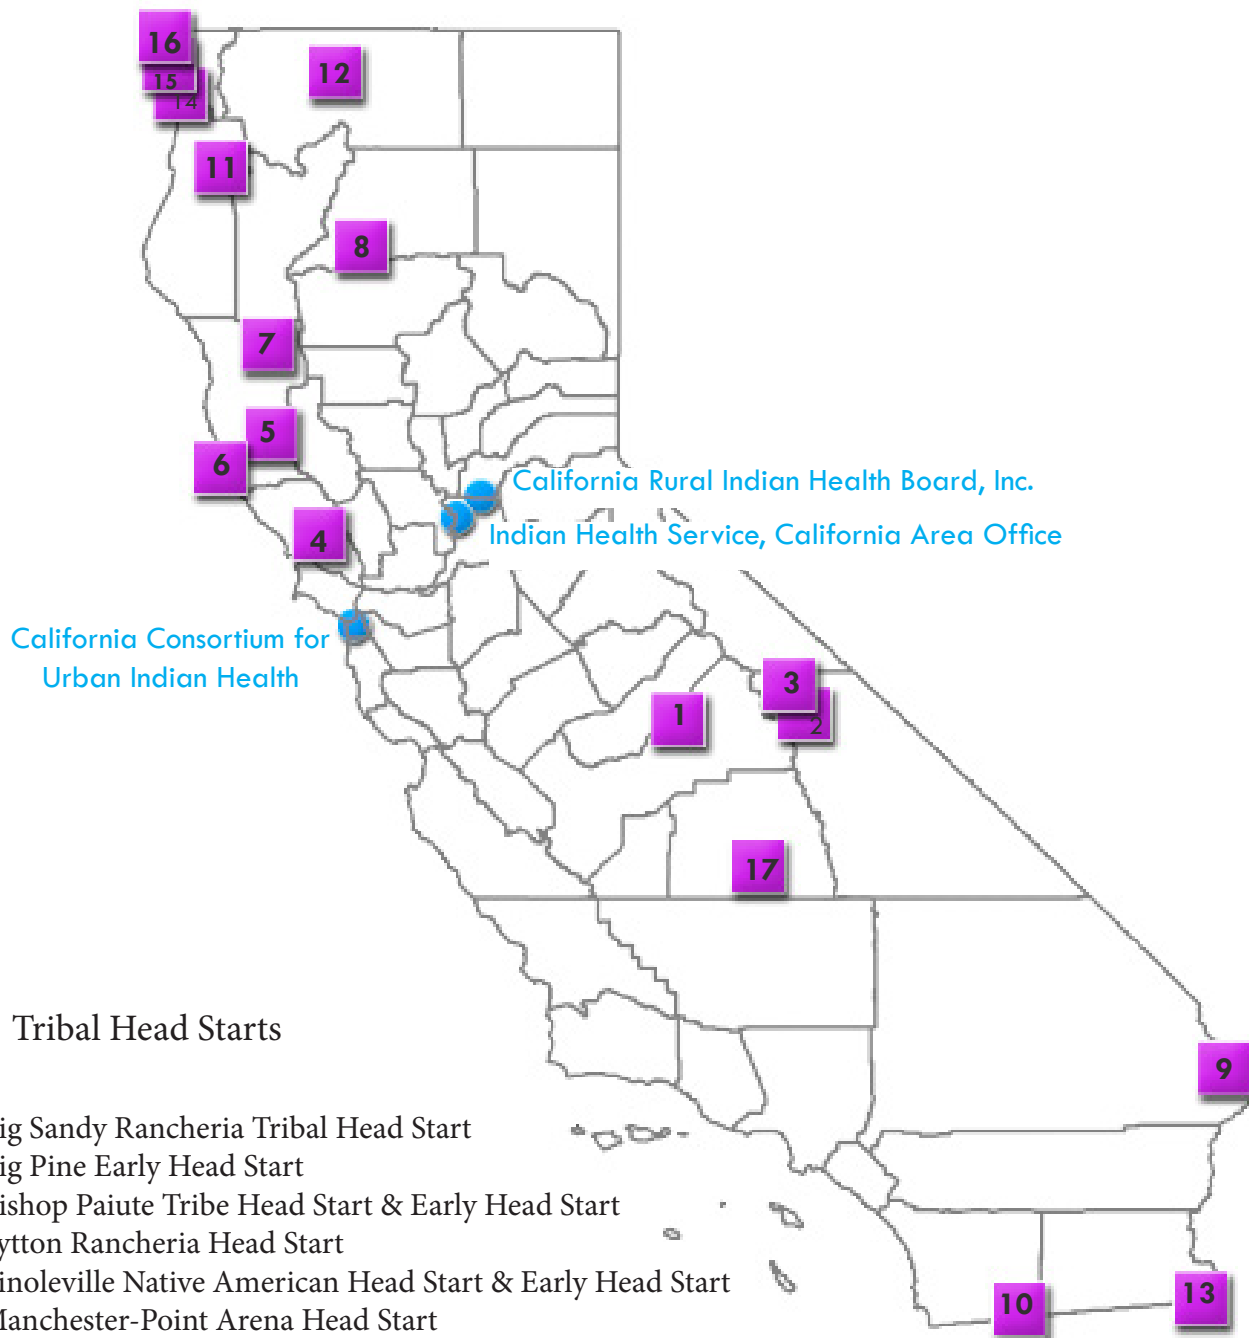 16
15
14
12
11
8
7
5
6
4
California Rural Indian Health Board, Inc.
Indian Health Service, California Area Office
California Consortium for
Urban Indian Health
3
2
1
17
9
10
13
Tribal Head Starts
ig Sandy Rancheria Tribal Head Start
ig Pine Early Head Start
ishop Paiute Tribe Head Start & Early Head Start
ytton Rancheria Head Start
inoleville Native American Head Start & Early Head Start
Manchester-Point Arena Head Start